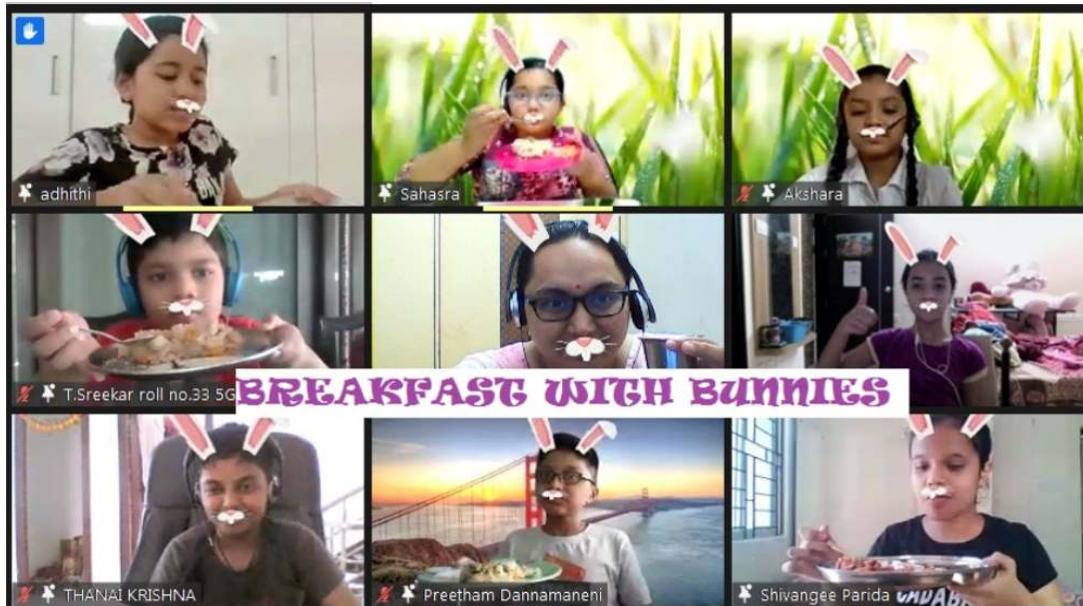 adhithi
Sahasra
Akshara
T.Sreekar roll no.33 5G
BREAKFAST WITH BUNNIES
THANAI KRISHNA
Preetham Dannamaneni
Shivangee Parida